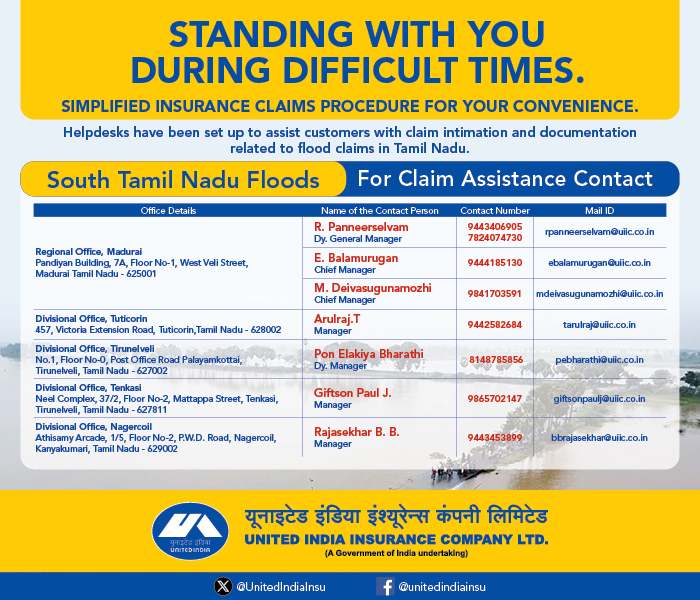 STANDING WITH YOU
DURING DIFFICULT TIMES.
SIMPLIFIED INSURANCE CLAIMS PROCEDURE FOR YOUR CONVENIENCE.
Helpdesks have been set up to assist customers with claim intimation and documentation
related to flood claims in Tamil Nadu.
South Tamil Nadu Floods For Claim Assistance Contact
Office Details Name of the Contact Person Contact Number Mail ID
Regional Office, Madurai
Pandiyan Building, 7A, Floor No-1, West Veli Street,
Madurai Tamil Nadu - 625001
R. Panneerselvam
Dy. General Manager
9443406905
7824074730
rpanneerselvam@uiic.co.in
E. Balamurugan
Chief Manager
9444185130
ebalamurugan@uiic.co.in
M. Deivasugunamozhi
Chief Manager
9841703591
mdeivasugunamozhi@uiic.co.in
Divisional Office, Tuticorin
457, Victoria Extension Road, Tuticorin,Tamil Nadu - 628002
Arulraj.T
Manager
9442582684
tarulraj@uiic.co.in
Divisional Office, Tirunelveli
No.1, Floor No-0, Post Office Road Palayamkottai,
Tirunelveli, Tamil Nadu - 627002
Pon Elakiya Bharathi
Dy. Manager
8148785856
pebharathi@uiic.co.in
Divisional Office, Tenkasi
Neel Complex, 37/2, Floor No-2, Mattappa Street, Tenkasi,
Tirunelveli, Tamil Nadu - 627811
Giftson Paul J.
Manager
9865702147
giftsonpaulj@uiic.co.in
Divisional Office, Nagercoil
Athisamy Arcade, 1/5, Floor No-2, P.W.D. Road, Nagercoil,
Kanyakumari, Tamil Nadu - 629002
Rajasekhar B. B.
Manager
9443453899
bbrajasekhar@uiic.co.in
यूनाइटेड इंडिया
UNITED INDIA
यूनाइटेड इंडिया इंश्यूरेन्स कंपनी लिमिटेड
UNITED INDIA INSURANCE COMPANY LTD.
(A Government of India undertaking)
@UnitedIndiaInsu @unitedindiainsu